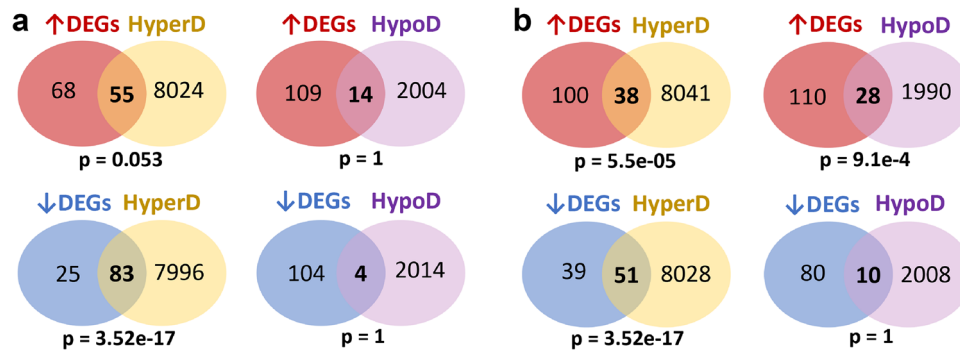 a
↑DEGs HyperD
68 55 8024
p = 0.053
↑DEGs HypoD
109 14 2004
p = 1
↓DEGs HyperD
25 83 7996
p = 3.52e-17
↓DEGs HypoD
104 4 2014
p = 1
b
↑DEGs HyperD
100 38 8041
p = 5.5e-05
↑DEGs HypoD
110 28 1990
p = 9.1e-4
↓DEGs HyperD
39 51 8028
p = 3.52e-17
↓DEGs HypoD
80 10 2008
p = 1